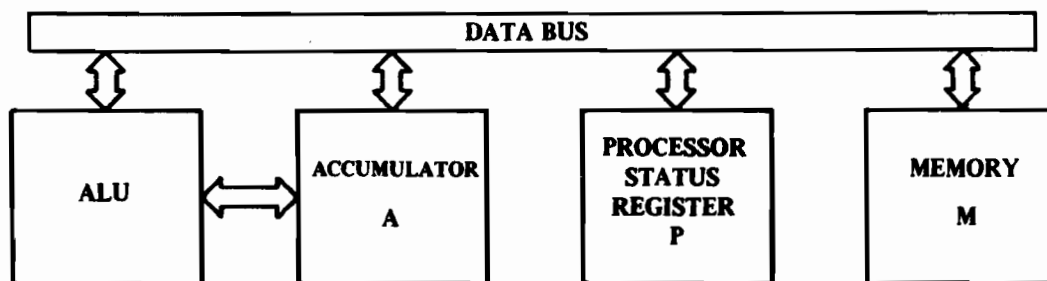 DATA BUS
ALU
ACCUMULATOR
A
PROCESSOR
STATUS
REGISTER
P
MEMORY
M